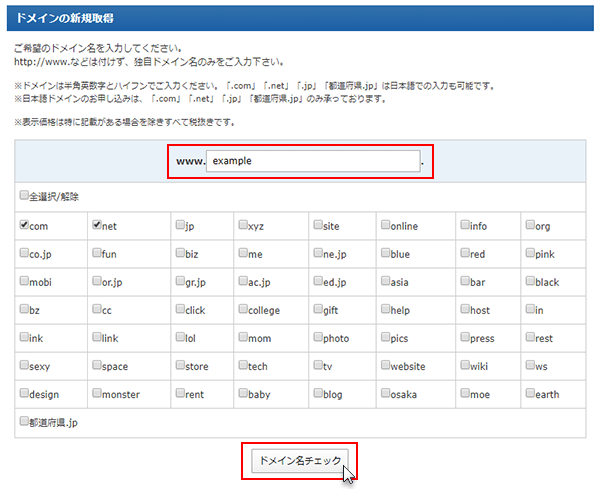 ドメインの新規取得
ご希望のドメイン名を入力してください。
http://www.などは付けず、独自ドメイン名のみをご入力下さい。
※ドメインは半角英数字とハイフンでご入力ください。「.com」「.net」「.jp」「都道府県.jp」は日本語での入力も可能です。
※日本語ドメインのお申し込みは、「.com」「.net」「.jp」「都道府県.jp」のみ承っております。
※表示価格は特に記載がある場合を除きすべて税抜きです。
www. example .
全選択/解除
com net jp xyz site online info org
co.jp fun biz me ne.jp blue red pink
mobi or.jp gr.jp ac.jp ed.jp asia bar black
bz cc click college gift help host in
ink link lol mom photo pics press rest
sexy space store tech tv website wiki ws
design monster rent baby blog osaka moe earth
都道府県.jp
ドメイン名チェック